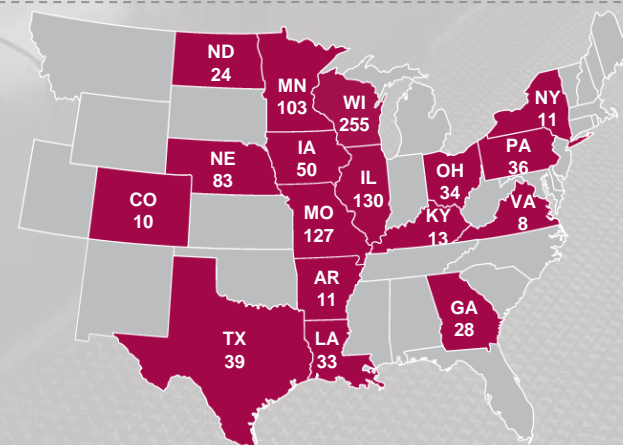 ND
24
MN
103
WI
255
NY
11
IA
50
NE
83
PA
36
OH
34
IL
130
CO
10
MO
127
KY
13
VA
8
AR
11
GA
28
TX
39
LA
33